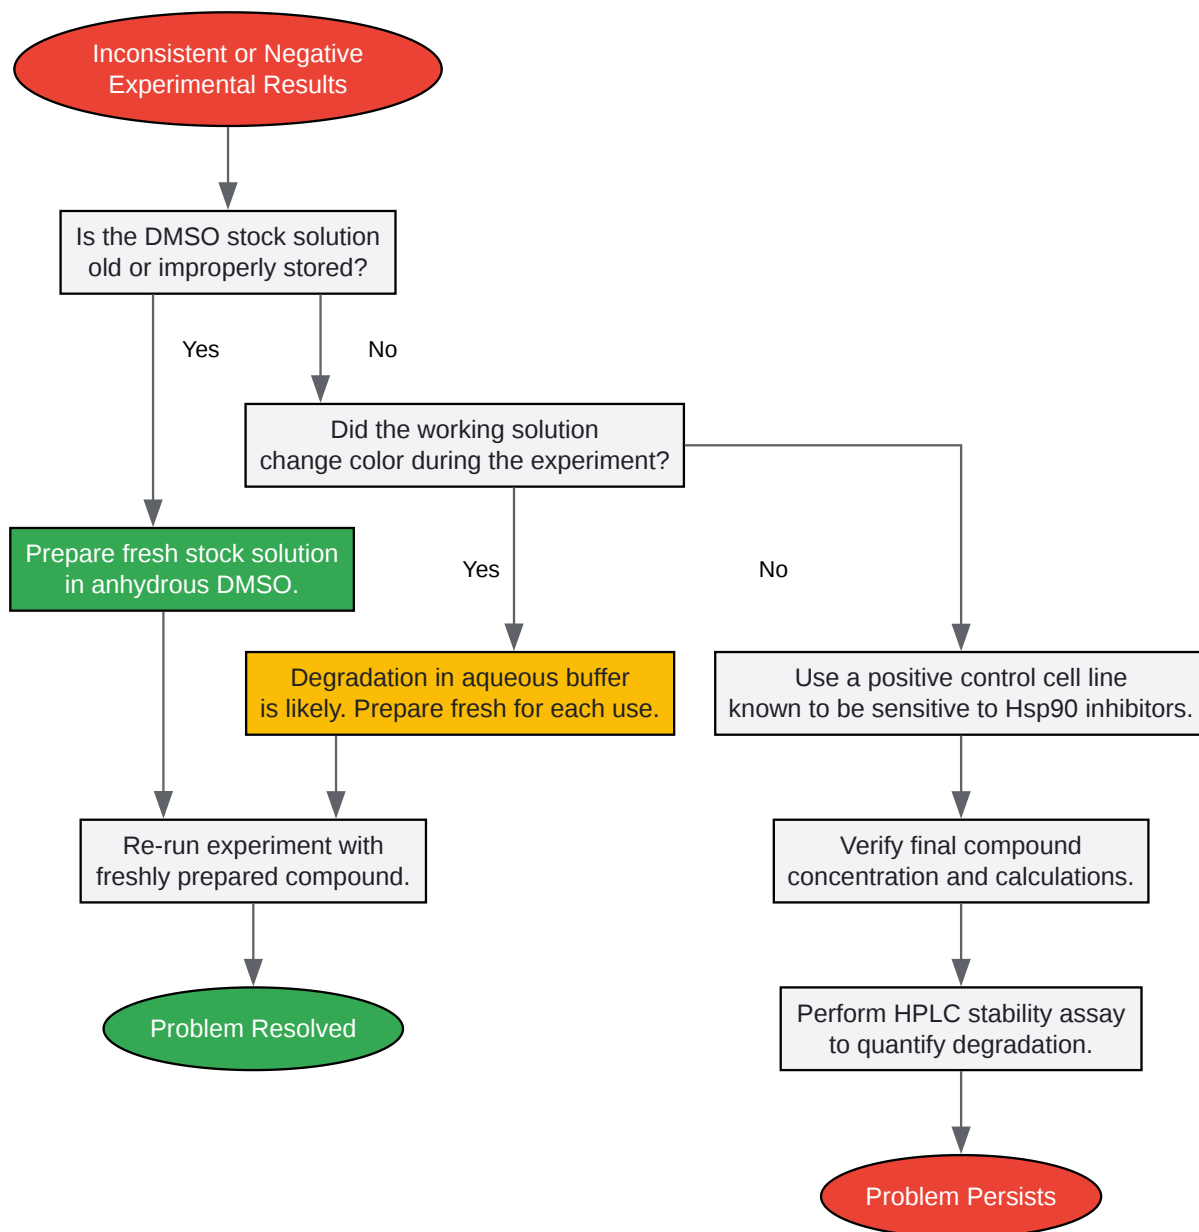 Inconsistent or Negative
Experimental Results
Is the DMSO stock solution
old or improperly stored?
Yes
No
Did the working solution
change color during the experiment?
Prepare fresh stock solution
in anhydrous DMSO.
Yes
No
Degradation in aqueous buffer
is likely. Prepare fresh for each use.
Use a positive control cell line
known to be sensitive to Hsp90 inhibitors.
Re-run experiment with
freshly prepared compound.
Verify final compound
concentration and calculations.
Problem Resolved
Perform HPLC stability assay
to quantify degradation.
Problem Persists